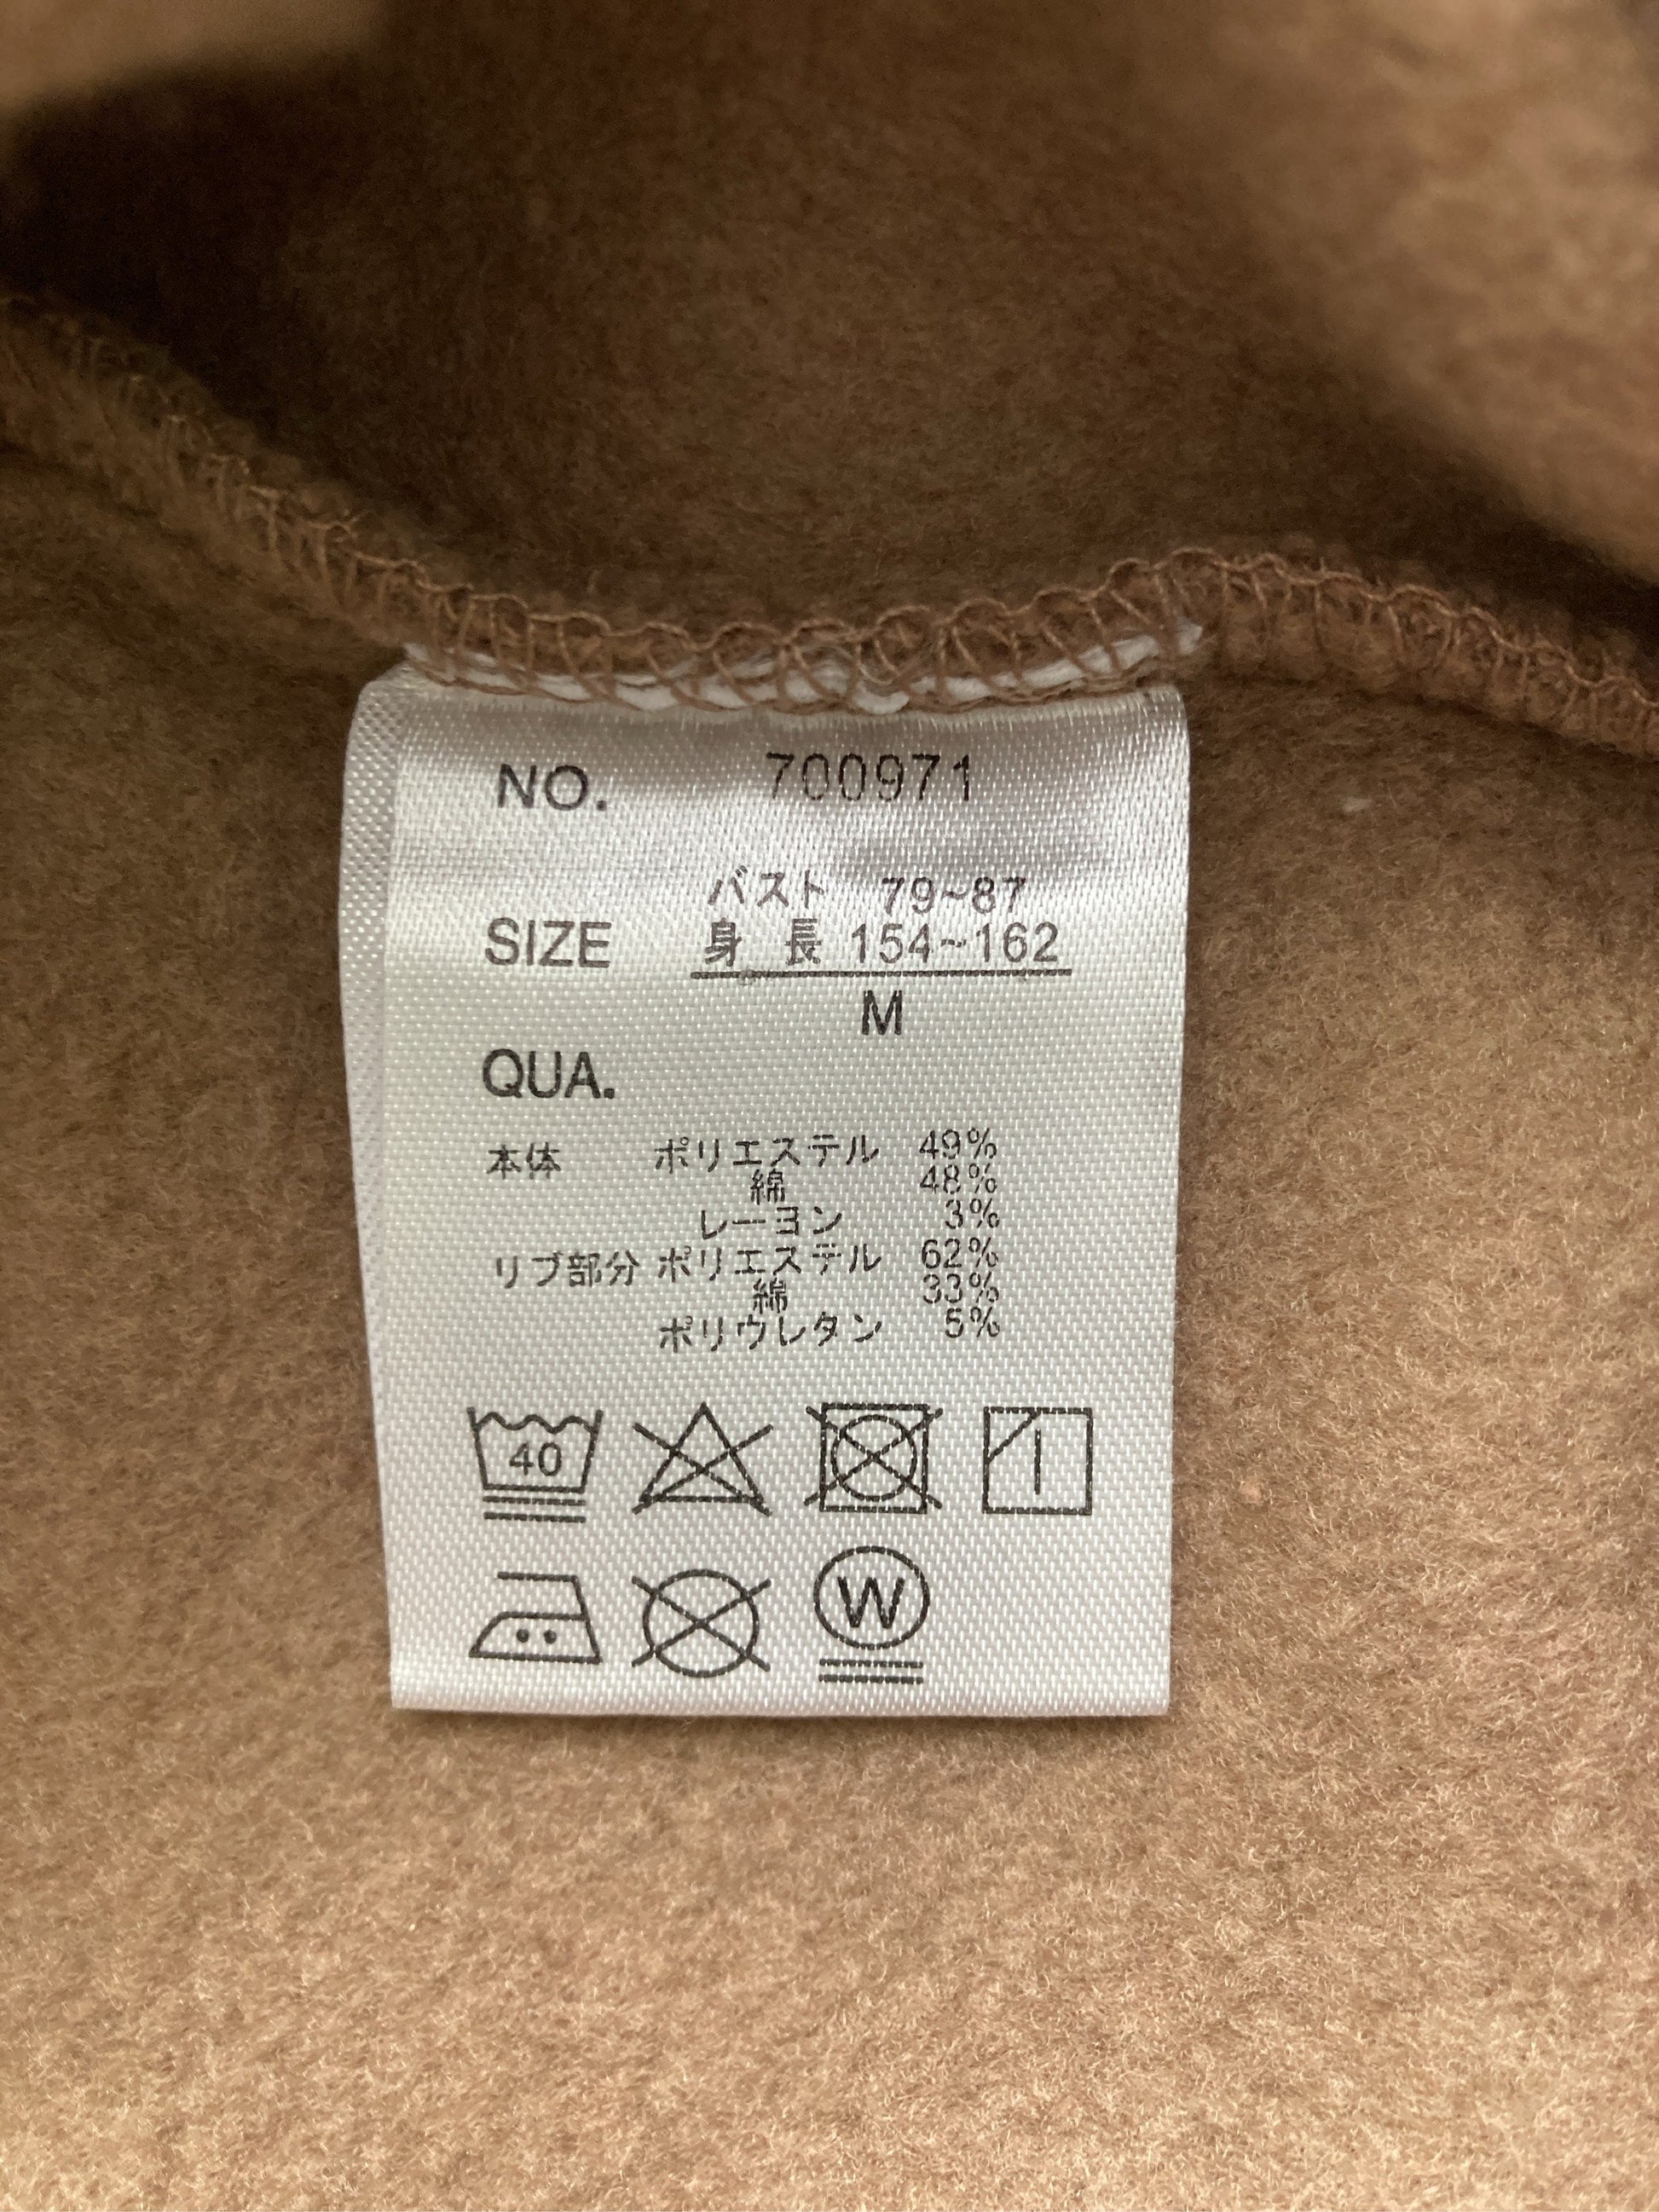 NO. 700971
バスト 79~87
SIZE 身 長 154~162
M
QUA.
本体 ポリエステル 49%
綿 48%
レーヨン 3%
リブ部分 ポリエステル 62%
綿 33%
ポリウレタン 5%
40
W